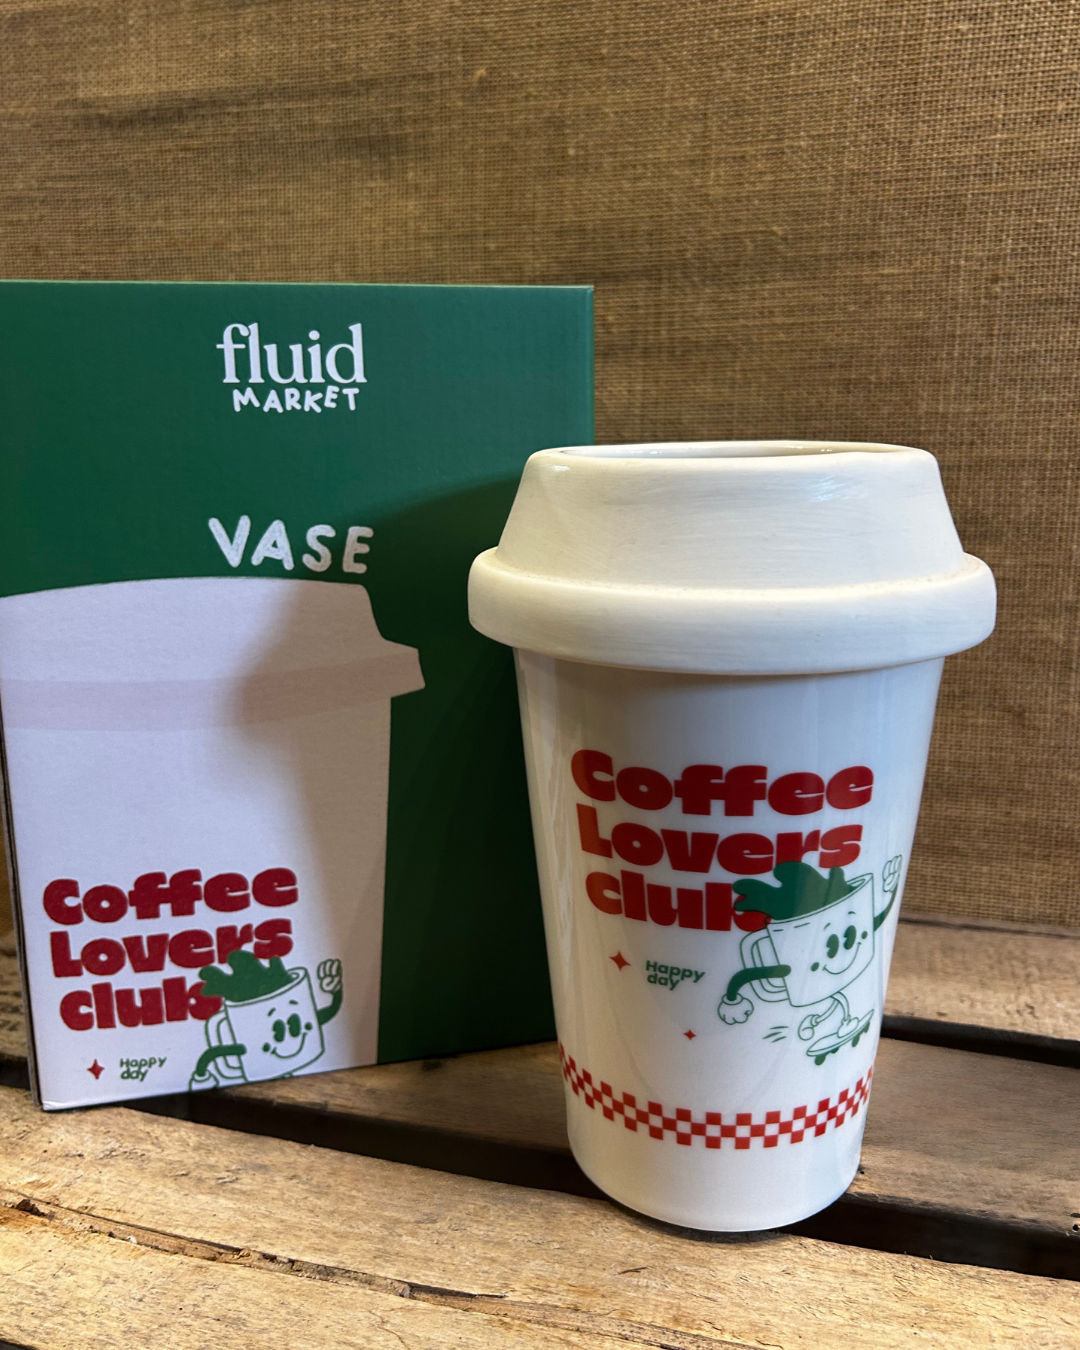 fluid
MARKET
VASE
Coffee
Lovers
club
Happy
day
Coffee
Lovers
club
Happy
day